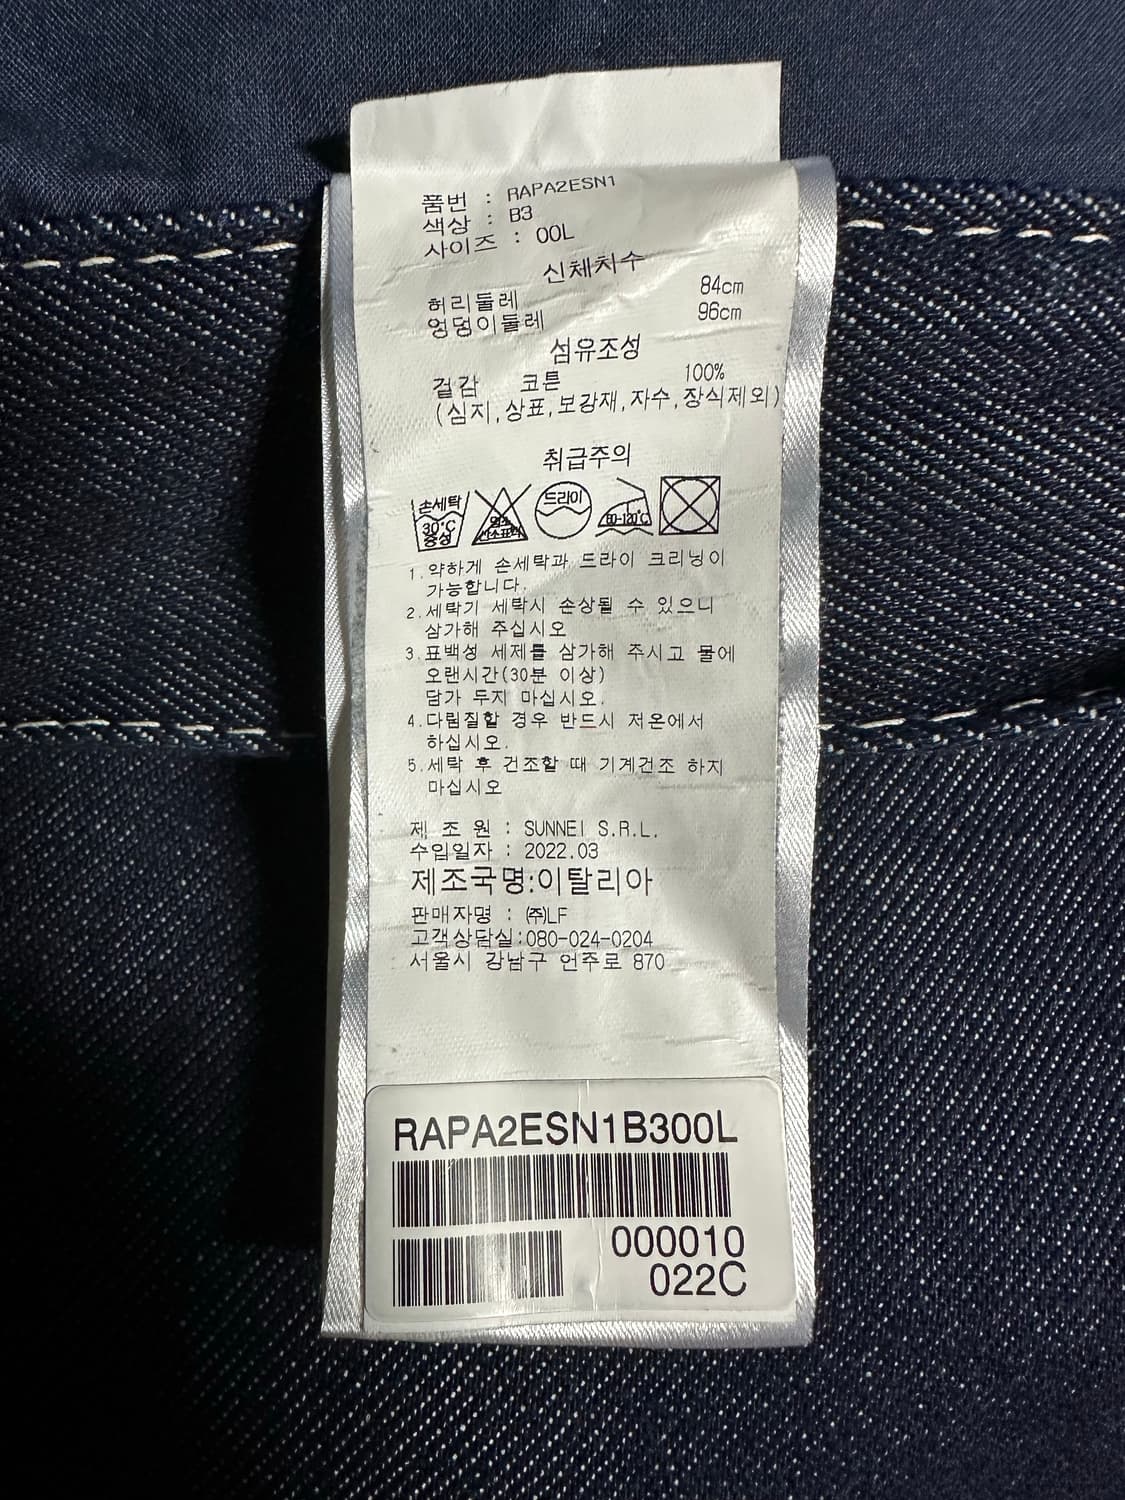 품번 : RAPA2ESN1
색상 : B3
사이즈 : 00L
신체치수
허리둘레 84cm
엉덩이둘레 96cm
섬유조성
겉감 코튼 100%
(심지,상표,보강재,자수,장식제외)
취급주의
손세탁 30°C 중성 염소 산소표백 드라이 80-120°C
1.약하게 손세탁과 드라이 크리닝이
가능합니다.
2.세탁기 세탁시 손상될 수 있으니
삼가해 주십시오
3.표백성 세제를 삼가해 주시고 물에
오랜시간(30분 이상)
담가 두지 마십시오.
4.다림질할 경우 반드시 저온에서
하십시오.
5.세탁 후 건조할 때 기계건조 하지
마십시오
제 조 원 : SUNNEI S.R.L.
수입일자 : 2022.03
제조국명:이탈리아
판매자명 : ㈜LF
고객상담실:080-024-0204
서울시 강남구 언주로 870
RAPA2ESN1B300L
000010
022C